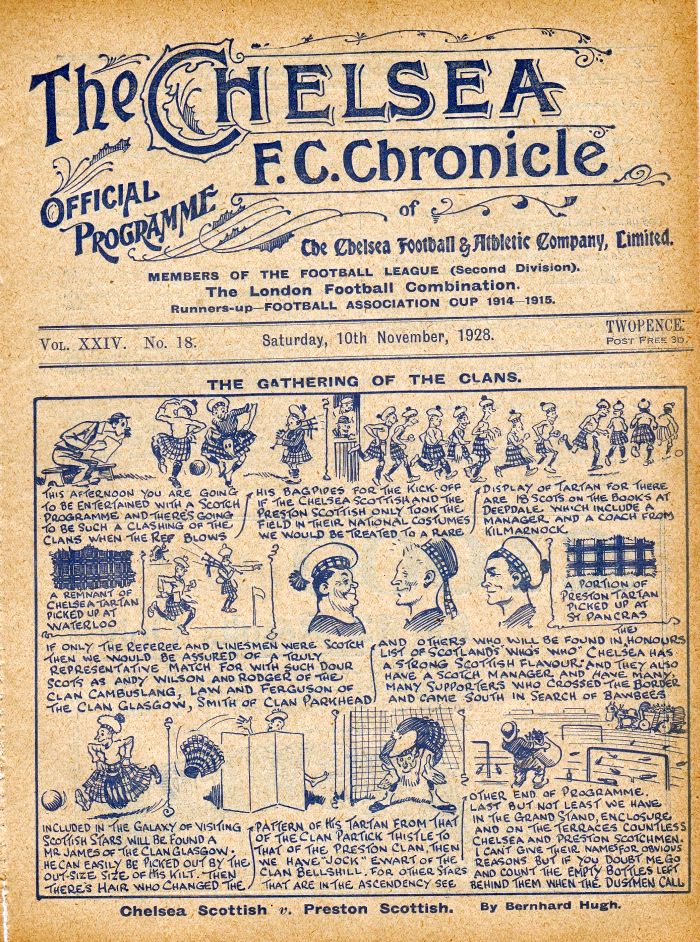 The CHELSEA
F.C. Chronicle
OFFICIAL
PROGRAMME
of
The Chelsea Football & Athletic Company, Limited.
MEMBERS OF THE FOOTBALL LEAGUE (Second Division).
The London Football Combination.
Runners-up—FOOTBALL ASSOCIATION CUP 1914-1915.
VOL. XXIV. No. 18.
Saturday, 10th November, 1928.
TWOPENCE.
POST FREE 3D.
THE GATHERING OF THE CLANS.
THIS AFTERNOON YOU ARE GOING
TO BE ENTERTAINED WITH A SCOTCH
PROGRAMME AND THERE'S GOING
TO BE SUCH A CLASHING OF THE
CLANS WHEN THE REF BLOWS
HIS BAGPIPES FOR THE KICK-OFF
IF THE CHELSEA SCOTTISH AND THE
PRESTON SCOTTISH ONLY TOOK THE
FIELD IN THEIR NATIONAL COSTUMES
WE WOULD BE TREATED TO A RARE
DISPLAY OF TARTAN FOR THERE
ARE 18 SCOTS ON THE BOOKS AT
DEEPDALE. WHICH INCLUDE A
MANAGER AND A COACH FROM
KILMARNOCK.
A REMNANT OF
CHELSEA TARTAN
PICKED UP AT
WATERLOO
A PORTION OF
PRESTON TARTAN
PICKED UP AT
ST PANCRAS
IF ONLY THE REFEREE AND LINESMEN WERE SCOTCH
THEN WE WOULD BE ASSURED OF A TRULY
REPRESENTATIVE MATCH FOR WITH SUCH DOUR
SCOTS AS ANDY WILSON AND RODGER OF THE
CLAN CAMBUSLANG, LAW AND FERGUSON OF
THE CLAN GLASGOW, SMITH OF CLAN PARKHEAD
THE
AND OTHERS WHO WILL BE FOUND IN HONOURS
LIST OF SCOTLANDS "WHO'S WHO" CHELSEA HAS
A STRONG SCOTTISH FLAVOUR AND THEY ALSO
HAVE A SCOTCH MANAGER AND HAVE MANY,
MANY SUPPORTERS WHO CROSSED THE BORDER
AND CAME SOUTH IN SEARCH OF BAWBEES
INCLUDED IN THE GALAXY OF VISITING
SCOTTISH STARS WILL BE FOUND A
MR JAMES OF THE CLAN GLASGOW.
HE CAN EASILY BE PICKED OUT BY THE
OUT-SIZE SIZE OF HIS KILT. THEN
THERE'S HAIR WHO CHANGED THE
PATTERN OF HIS TARTAN FROM THAT
OF THE CLAN PARTICK THISTLE TO
THAT OF THE PRESTON CLAN, THEN
WE HAVE "JOCK" EWART OF THE
CLAN BELLSHILL. FOR OTHER STARS
THAT ARE IN THE ASCENDENCY SEE
OTHER END OF PROGRAMME.
LAST BUT NOT LEAST WE HAVE
IN THE GRAND STAND, ENCLOSURE
AND ON THE TERRACES COUNTLESS
CHELSEA AND PRESTON SCOTCHMEN.
I WON'T GIVE THEIR NAMES FOR OBVIOUS
REASONS BUT IF YOU DOUBT ME GO
AND COUNT THE EMPTY BOTTLES LEFT
BEHIND THEM WHEN THE DUSTMEN CALL
Chelsea Scottish v. Preston Scottish. By Bernhard Hugh.